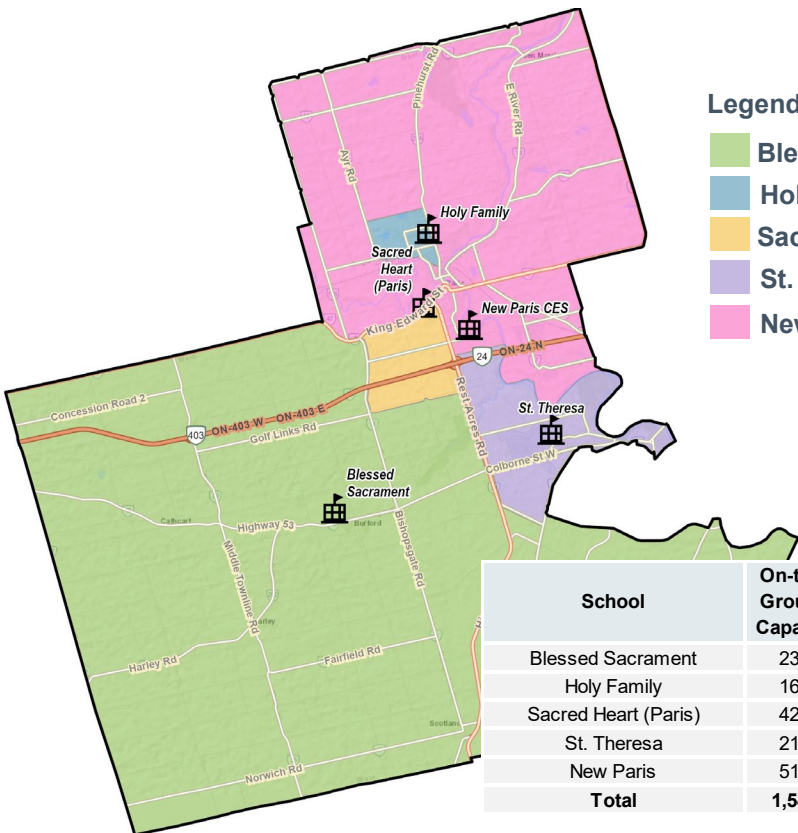 Pinehurst Rd
E River Rd
Ayr Rd
Holy Family
Sacred
Heart
(Paris)
New Paris CES
King Edward St
24
ON-24 N
Rest Acres Rd
St. Theresa
Concession Road 2
403
ON-403 W
ON-403 E
Golf Links Rd
Colborne St W
Blessed
Sacrament
Cathcart
Highway 53
Burford
Bishopsgate Rd
Middle Townline Rd
Harley Rd
Fairfield Rd
Scotland
Norwich Rd
Legend
Ble
Hol
Sac
St.
New
School
On-t
Grou
Capa
Blessed Sacrament 23
Holy Family 16
Sacred Heart (Paris) 42
St. Theresa 21
New Paris 51
Total